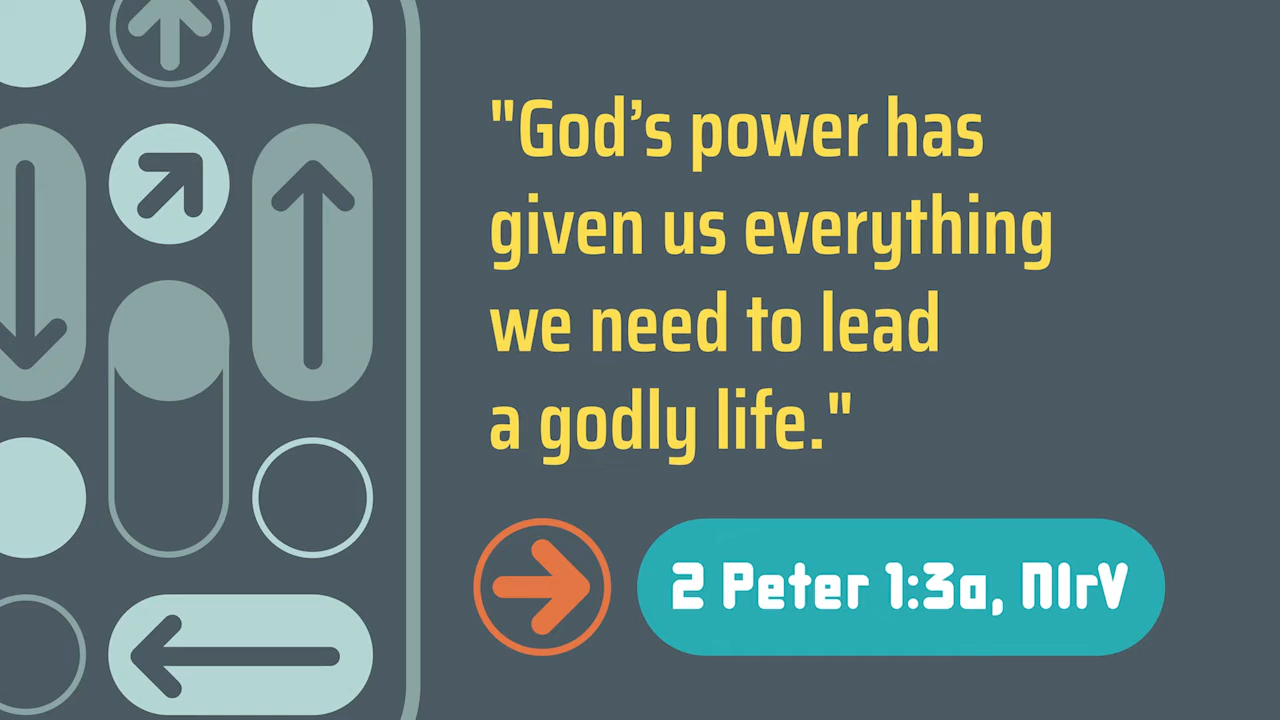 "God’s power has
given us everything
we need to lead
a godly life."
2 Peter 1:3a, NIrV